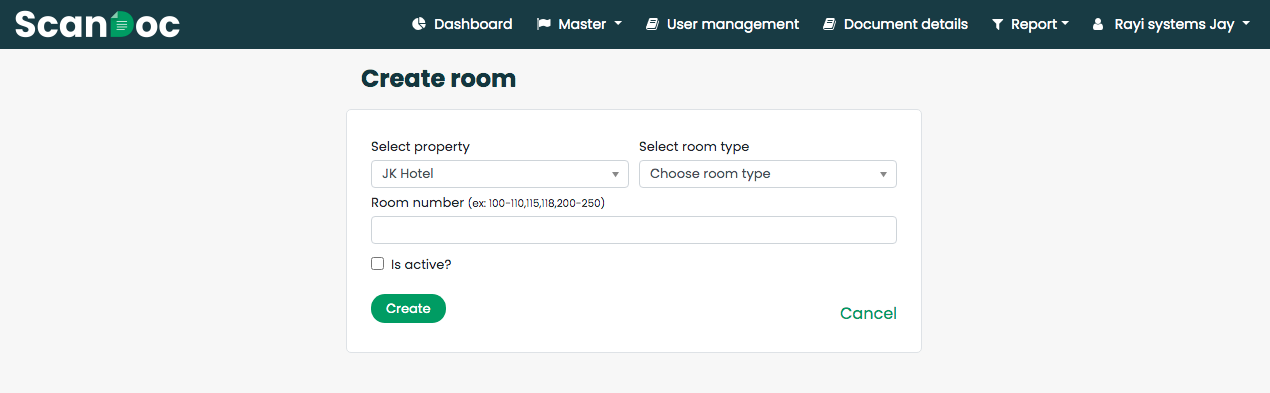 ScanDoc Dashboard Master User management Document details Report Rayi systems Jay
Create room
Select property Select room type
JK Hotel Choose room type
Room number (ex: 100-110,115,118,200-250)
Is active?
Create Cancel